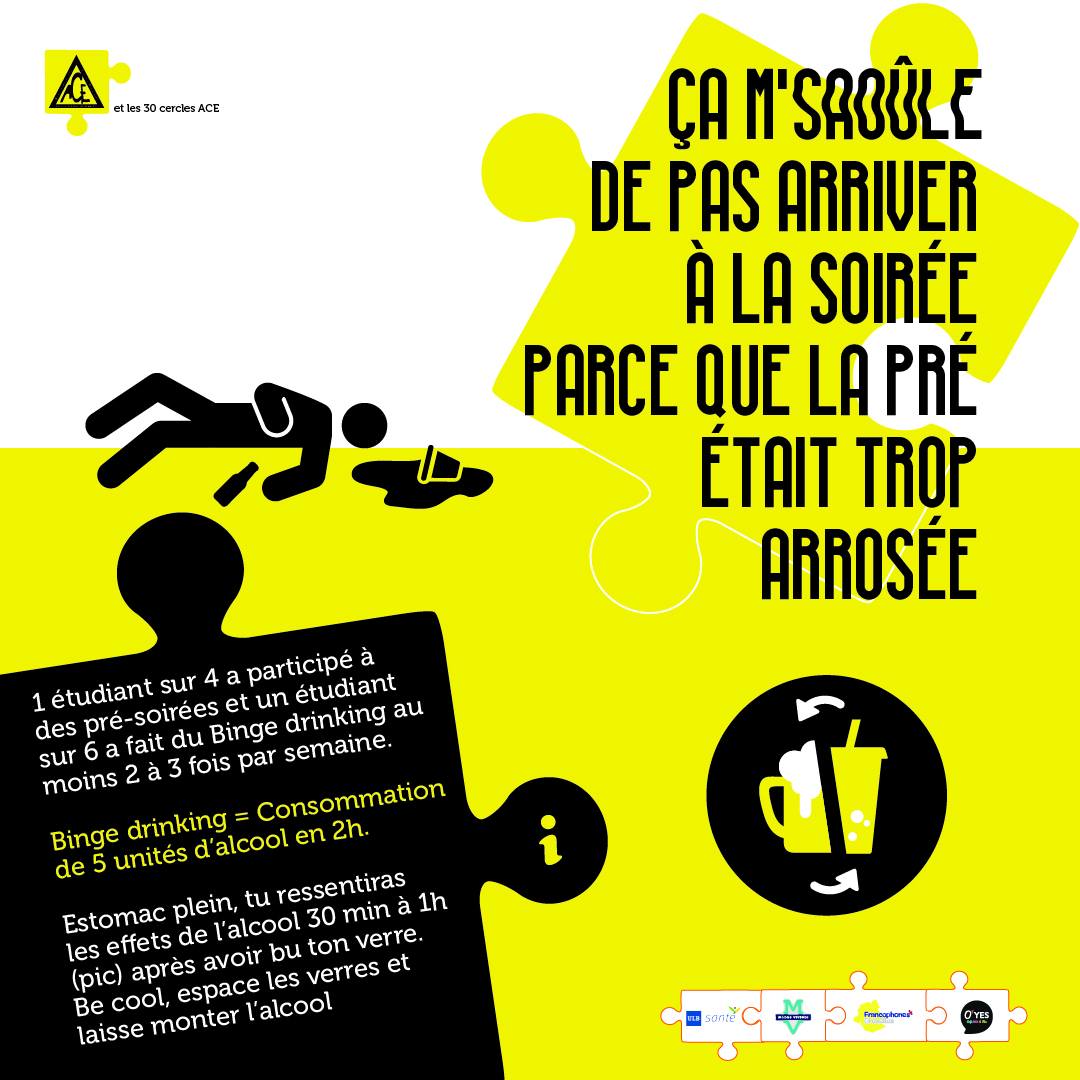 ACE
et les 30 cercles ACE
ÇA M'SAOÛLE
DE PAS ARRIVER
À LA SOIRÉE
PARCE QUE LA PRÉ
ÉTAIT TROP
ARROSÉE
1 étudiant sur 4 a participé à
des pré-soirées et un étudiant
sur 6 a fait du Binge drinking au
moins 2 à 3 fois par semaine.
Binge drinking = Consommation
de 5 unités d'alcool en 2h.
Estomac plein, tu ressentiras
les effets de l'alcool 30 min à 1h
(pic) après avoir bu ton verre.
Be cool, espace les verres et
laisse monter l'alcool
i
ULB santé
M
MODUS VIVENDI
V
Francophones
O'YES